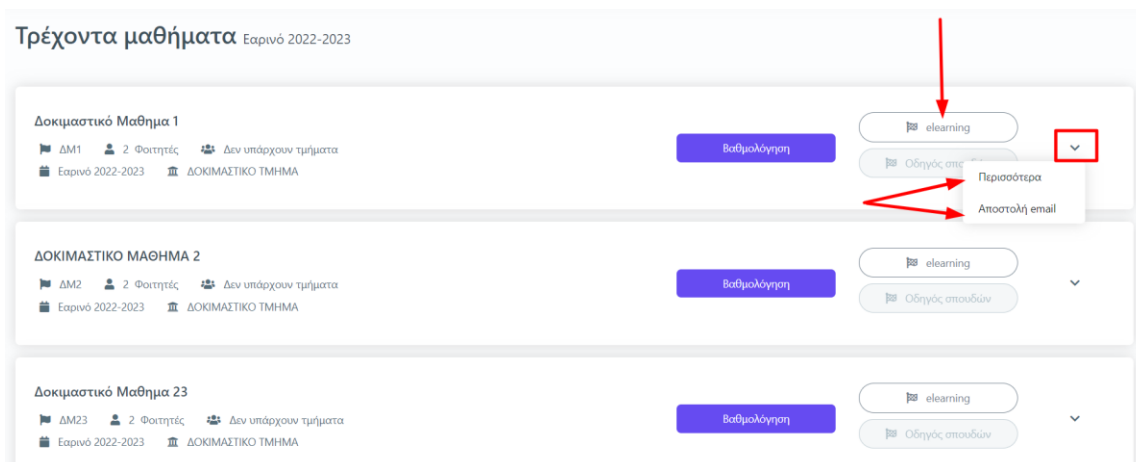 Τρέχοντα μαθήματα Εαρινό 2022-2023
Δοκιμαστικό Μαθημα 1
ΔΜ1 2 Φοιτητές Δεν υπάρχουν τμήματα
Εαρινό 2022-2023 ΔΟΚΙΜΑΣΤΙΚΟ ΤΜΗΜΑ
Βαθμολόγηση
elearning
Οδηγός σπουδών
Περισσότερα
Αποστολή email
ΔΟΚΙΜΑΣΤΙΚΟ ΜΑΘΗΜΑ 2
ΔΜ2 2 Φοιτητές Δεν υπάρχουν τμήματα
Εαρινό 2022-2023 ΔΟΚΙΜΑΣΤΙΚΟ ΤΜΗΜΑ
Βαθμολόγηση
elearning
Οδηγός σπουδών
Δοκιμαστικό Μαθημα 23
ΔΜ23 2 Φοιτητές Δεν υπάρχουν τμήματα
Εαρινό 2022-2023 ΔΟΚΙΜΑΣΤΙΚΟ ΤΜΗΜΑ
Βαθμολόγηση
elearning
Οδηγός σπουδών